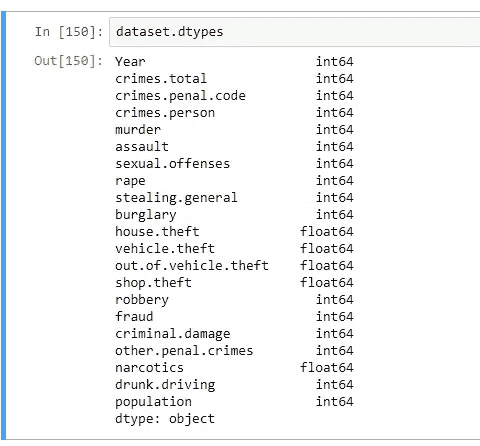 In [150]: dataset.dtypes
Out[150]: Year int64
crimes.total int64
crimes.penal.code int64
crimes.person int64
murder int64
assault int64
sexual.offenses int64
rape int64
stealing.general int64
burglary int64
house.theft float64
vehicle.theft float64
out.of.vehicle.theft float64
shop.theft float64
robbery int64
fraud int64
criminal.damage int64
other.penal.crimes int64
narcotics float64
drunk.driving int64
population int64
dtype: object